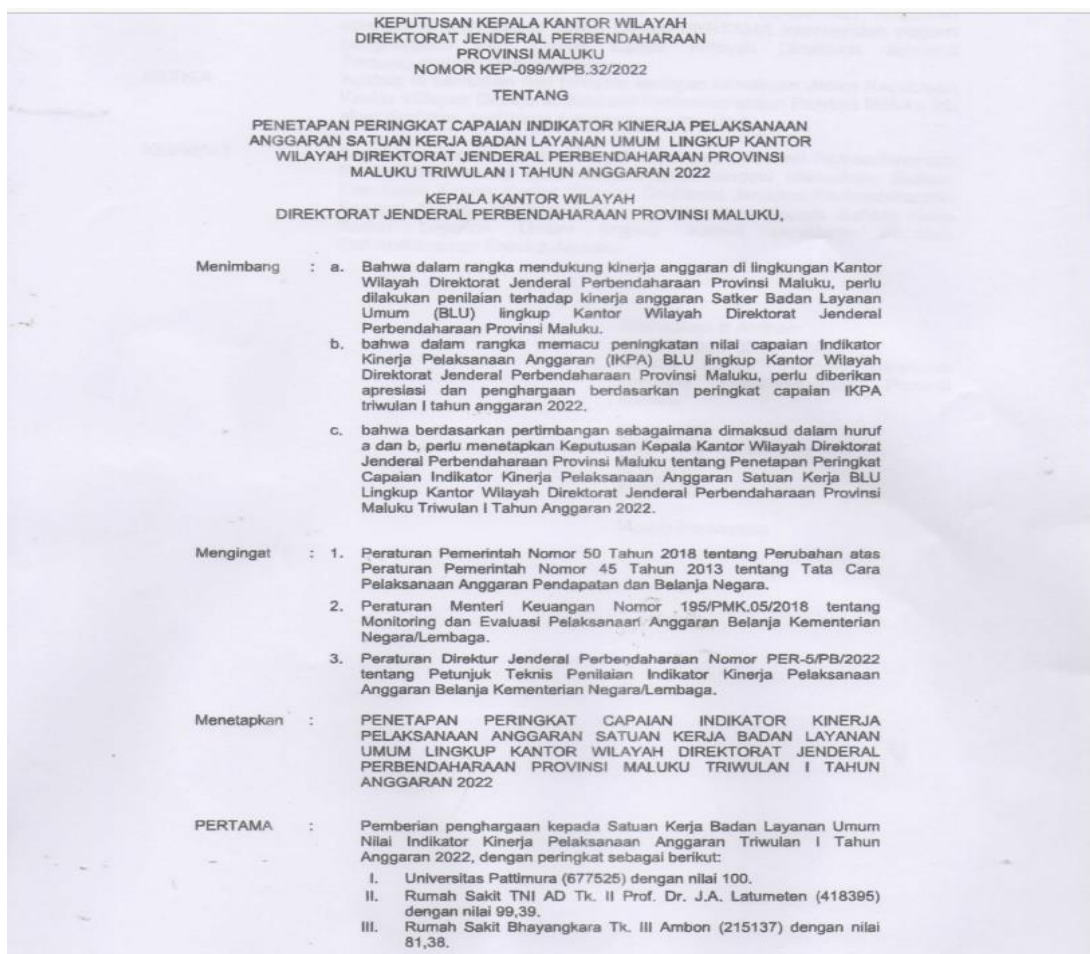 KEPUTUSAN KEPALA KANTOR WILAYAH
DIREKTORAT JENDERAL PERBENDAHARAAN
PROVINSI MALUKU
NOMOR KEP-099/WPB.32/2022
TENTANG
PENETAPAN PERINGKAT CAPAIAN INDIKATOR KINERJA PELAKSANAAN
ANGGARAN SATUAN KERJA BADAN LAYANAN UMUM LINGKUP KANTOR
WILAYAH DIREKTORAT JENDERAL PERBENDAHARAAN PROVINSI
MALUKU TRIWULAN I TAHUN ANGGARAN 2022
KEPALA KANTOR WILAYAH
DIREKTORAT JENDERAL PERBENDAHARAAN PROVINSI MALUKU,
Menimbang : a. Bahwa dalam rangka mendukung kinerja anggaran di lingkungan Kantor
Wilayah Direktorat Jenderal Perbendaharaan Provinsi Maluku, perlu
dilakukan penilaian terhadap kinerja anggaran Satker Badan Layanan
Umum (BLU) lingkup Kantor Wilayah Direktorat Jenderal
Perbendaharaan Provinsi Maluku.
b. bahwa dalam rangka memacu peningkatan nilai capaian Indikator
Kinerja Pelaksanaan Anggaran (IKPA) BLU lingkup Kantor Wilayah
Direktorat Jenderal Perbendaharaan Provinsi Maluku, perlu diberikan
apresiasi dan penghargaan berdasarkan peringkat capaian IKPA
triwulan I tahun anggaran 2022.
c. bahwa berdasarkan pertimbangan sebagaimana dimaksud dalam huruf
a dan b, perlu menetapkan Keputusan Kepala Kantor Wilayah Direktorat
Jenderal Perbendaharaan Provinsi Maluku tentang Penetapan Peringkat
Capaian Indikator Kinerja Pelaksanaan Anggaran Satuan Kerja BLU
Lingkup Kantor Wilayah Direktorat Jenderal Perbendaharaan Provinsi
Maluku Triwulan I Tahun Anggaran 2022.
Mengingat : 1. Peraturan Pemerintah Nomor 50 Tahun 2018 tentang Perubahan atas
Peraturan Pemerintah Nomor 45 Tahun 2013 tentang Tata Cara
Pelaksanaan Anggaran Pendapatan dan Belanja Negara.
2. Peraturan Menteri Keuangan Nomor 195/PMK.05/2018 tentang
Monitoring dan Evaluasi Pelaksanaan Anggaran Belanja Kementerian
Negara/Lembaga.
3. Peraturan Direktur Jenderal Perbendaharaan Nomor PER-5/PB/2022
tentang Petunjuk Teknis Penilaian Indikator Kinerja Pelaksanaan
Anggaran Belanja Kementerian Negara/Lembaga.
Menetapkan : PENETAPAN PERINGKAT CAPAIAN INDIKATOR KINERJA
PELAKSANAAN ANGGARAN SATUAN KERJA BADAN LAYANAN
UMUM LINGKUP KANTOR WILAYAH DIREKTORAT JENDERAL
PERBENDAHARAAN PROVINSI MALUKU TRIWULAN I TAHUN
ANGGARAN 2022
PERTAMA : Pemberian penghargaan kepada Satuan Kerja Badan Layanan Umum
Nilai Indikator Kinerja Pelaksanaan Anggaran Triwulan I Tahun
Anggaran 2022, dengan peringkat sebagai berikut:
I. Universitas Pattimura (677525) dengan nilai 100.
II. Rumah Sakit TNI AD Tk. II Prof. Dr. J.A. Latumeten (418395)
dengan nilai 99,39.
III. Rumah Sakit Bhayangkara Tk. III Ambon (215137) dengan nilai
81,38.